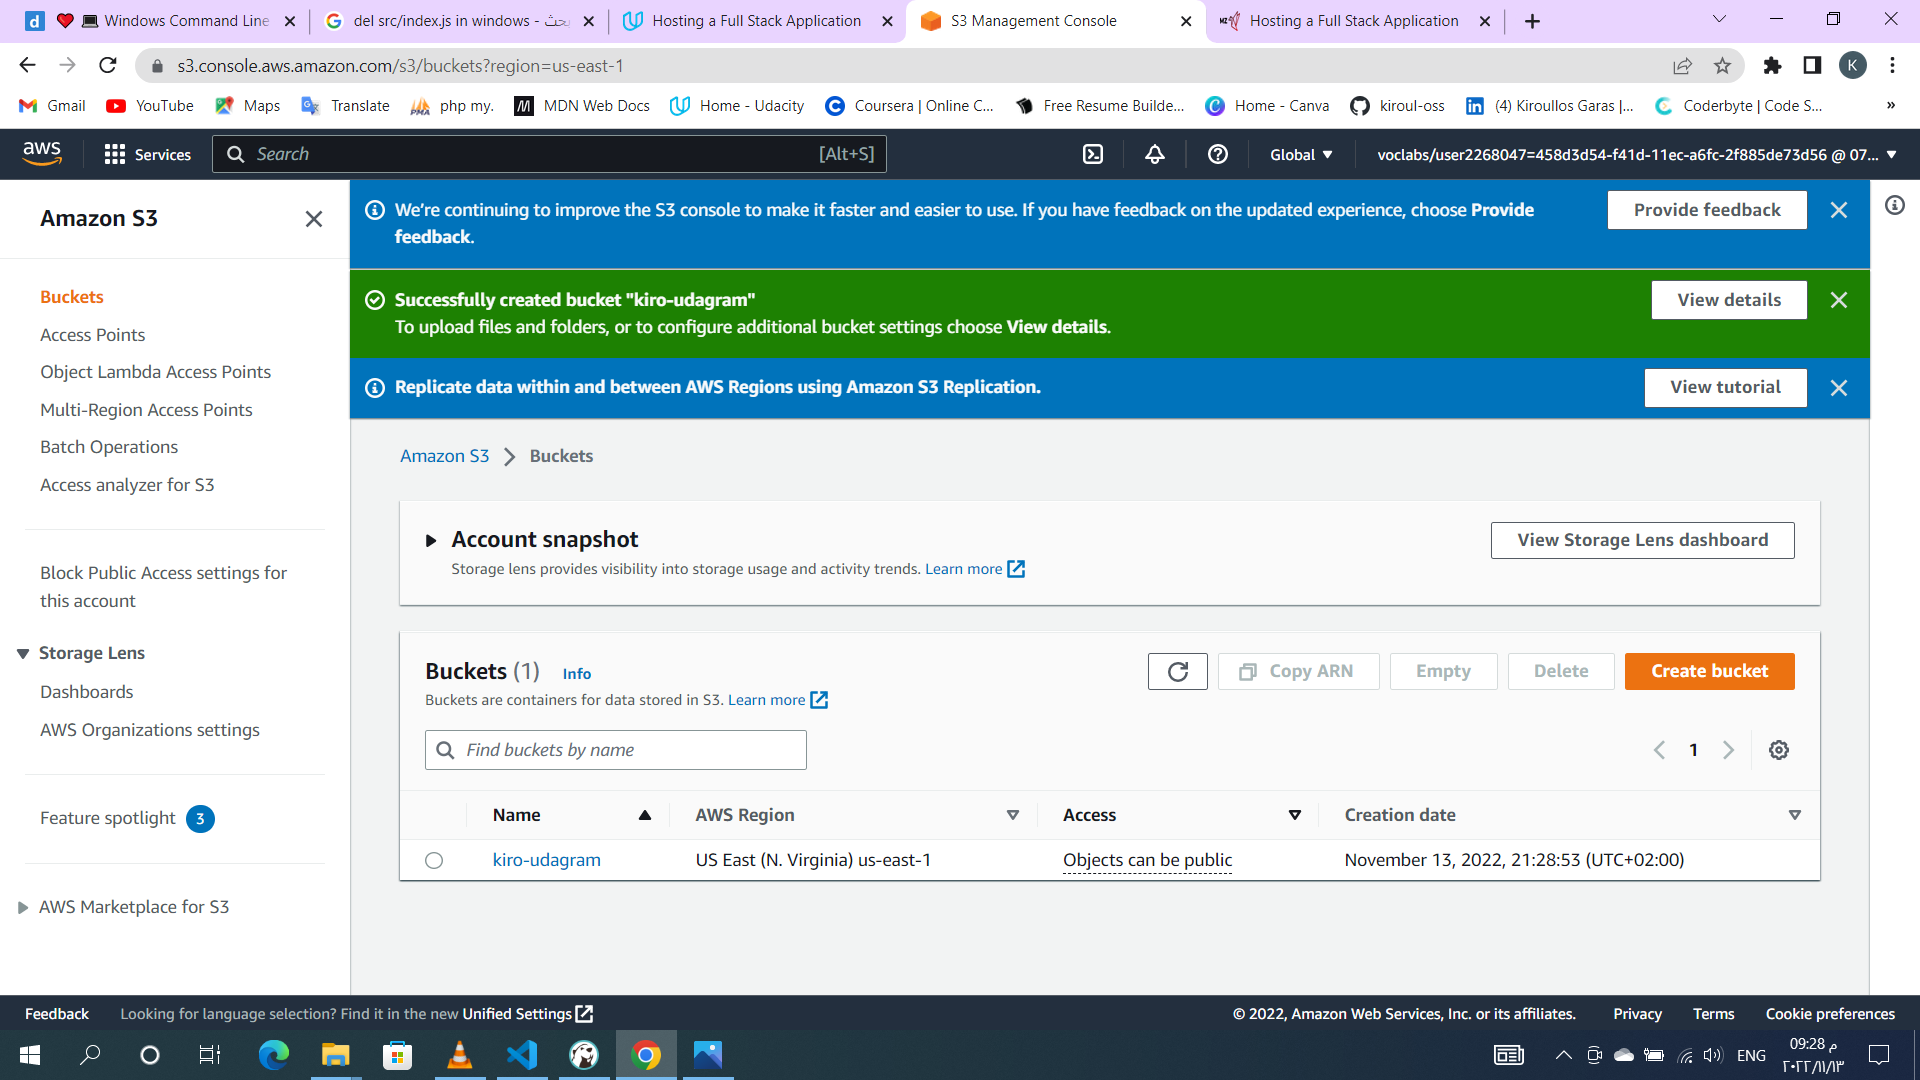 Windows Command Line
del src/index.js in windows - بحث
Hosting a Full Stack Application
S3 Management Console
Hosting a Full Stack Application
s3.console.aws.amazon.com/s3/buckets?region=us-east-1
K
Gmail
YouTube
Maps
Translate
php my.
MDN Web Docs
Home - Udacity
Coursera | Online C...
Free Resume Builde...
Home - Canva
kiroul-oss
(4) Kiroullos Garas |...
Coderbyte | Code S...
»
aws
Services
Search
[Alt+S]
Global
voclabs/user2268047=458d3d54-f41d-11ec-a6fc-2f885de73d56 @ 07...
Amazon S3
Buckets
Access Points
Object Lambda Access Points
Multi-Region Access Points
Batch Operations
Access analyzer for S3
Block Public Access settings for
this account
Storage Lens
Dashboards
AWS Organizations settings
Feature spotlight 3
AWS Marketplace for S3
We're continuing to improve the S3 console to make it faster and easier to use. If you have feedback on the updated experience, choose Provide
feedback.
Provide feedback
Successfully created bucket "kiro-udagram"
To upload files and folders, or to configure additional bucket settings choose View details.
View details
Replicate data within and between AWS Regions using Amazon S3 Replication.
View tutorial
Amazon S3 > Buckets
Account snapshot
Storage lens provides visibility into storage usage and activity trends. Learn more
View Storage Lens dashboard
Buckets (1) Info
Buckets are containers for data stored in S3. Learn more
Copy ARN
Empty
Delete
Create bucket
Find buckets by name
1
Name
AWS Region
Access
Creation date
kiro-udagram
US East (N. Virginia) us-east-1
Objects can be public
November 13, 2022, 21:28:53 (UTC+02:00)
Feedback
Looking for language selection? Find it in the new Unified Settings
© 2022, Amazon Web Services, Inc. or its affiliates.
Privacy
Terms
Cookie preferences
ENG
09:28 م
٢٠٢٢/١١/١٣